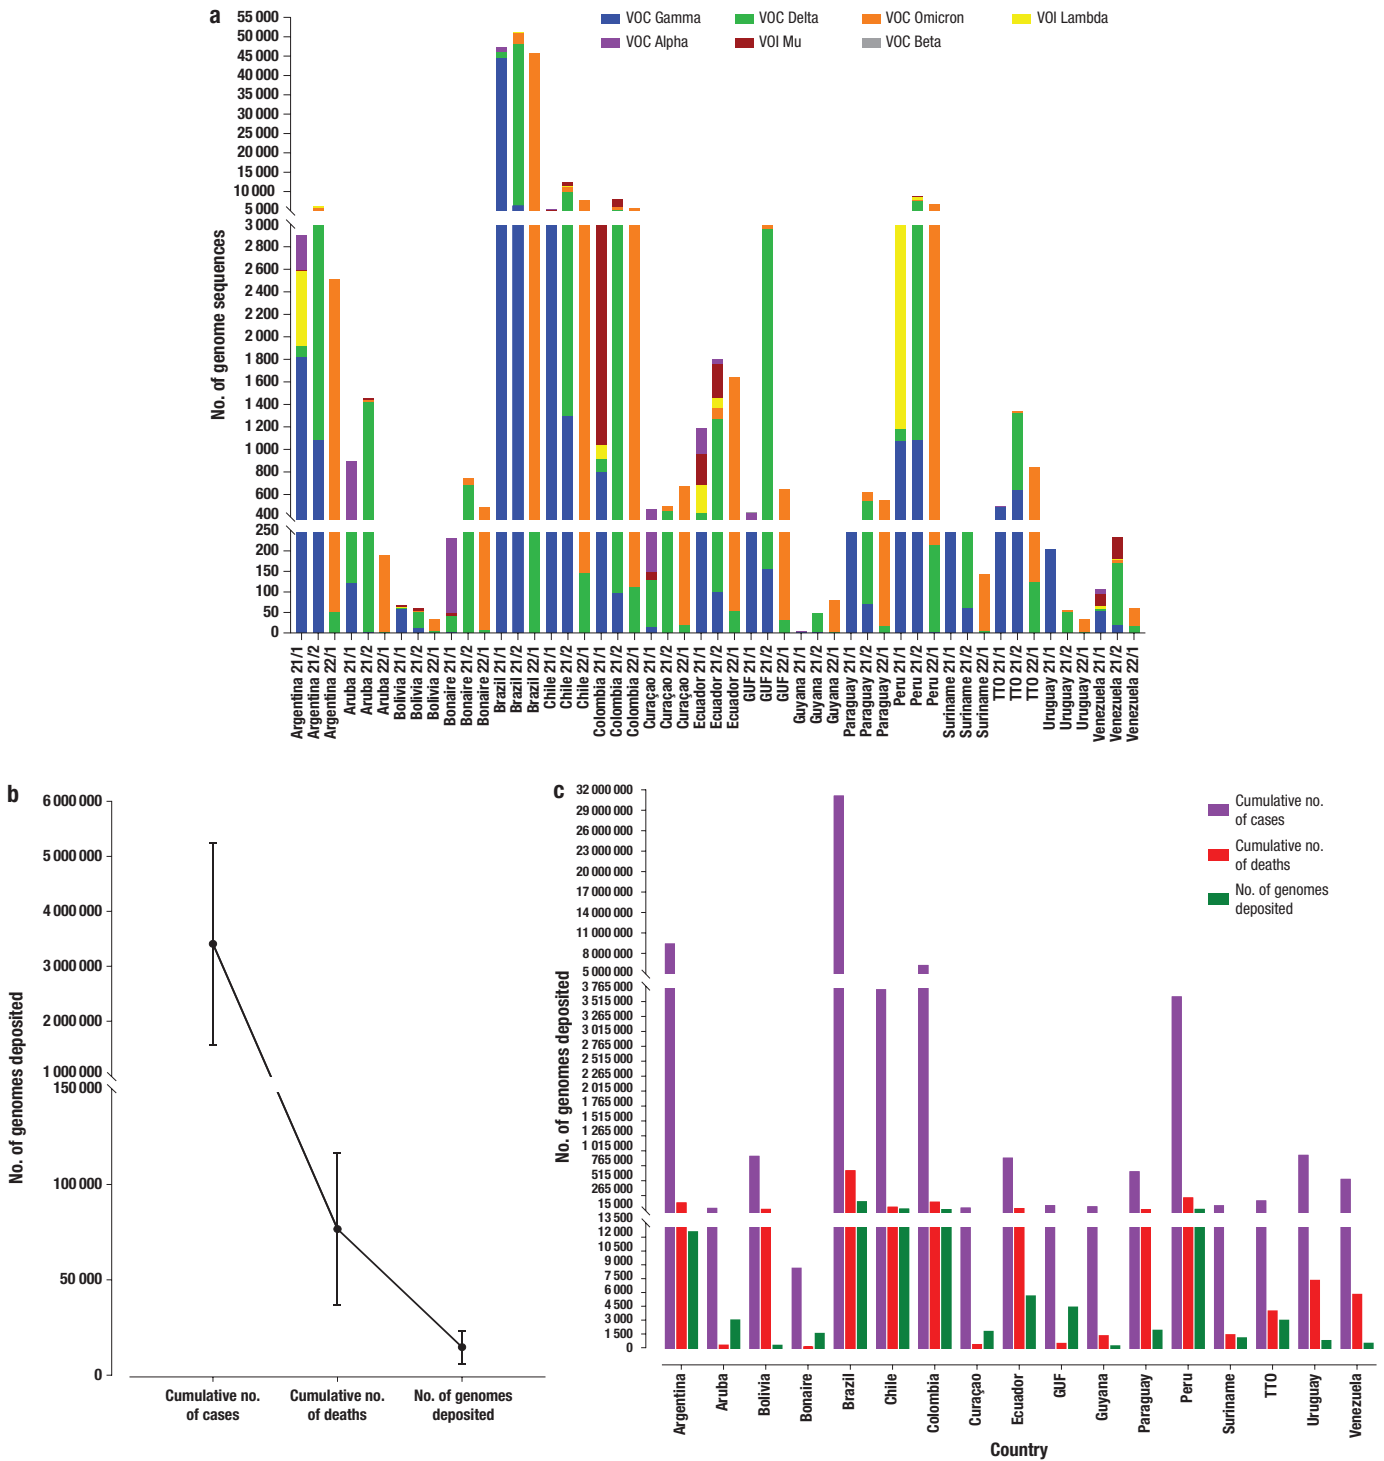 a
VOC Gamma
VOC Delta
VOC Omicron
VOI Lambda
VOC Alpha
VOI Mu
VOC Beta
No. of genome sequences
55 000
50 000
45 000
40 000
35 000
30 000
25 000
20 000
15 000
10 000
5 000
3 000
2 800
2 600
2 400
2 200
2 000
1 800
1 600
1 400
1 200
1 000
800
600
400
250
200
150
100
50
0
Argentina 21/1
Argentina 21/2
Argentina 22/1
Aruba 21/1
Aruba 21/2
Aruba 22/1
Bolivia 21/1
Bolivia 21/2
Bolivia 22/1
Bonaire 21/1
Bonaire 21/2
Bonaire 22/1
Brazil 21/1
Brazil 21/2
Brazil 22/1
Chile 21/1
Chile 21/2
Chile 22/1
Colombia 21/1
Colombia 21/2
Colombia 22/1
Curaçao 21/1
Curaçao 21/2
Curaçao 22/1
Ecuador 21/1
Ecuador 21/2
Ecuador 22/1
GUF 21/1
GUF 21/2
GUF 22/1
Guyana 21/1
Guyana 21/2
Guyana 22/1
Paraguay 21/1
Paraguay 21/2
Paraguay 22/1
Peru 21/1
Peru 21/2
Peru 22/1
Suriname 21/1
Suriname 21/2
Suriname 22/1
TTO 21/1
TTO 21/2
TTO 22/1
Uruguay 21/1
Uruguay 21/2
Uruguay 22/1
Venezuela 21/1
Venezuela 21/2
Venezuela 22/1
b
No. of genomes deposited
6 000 000
5 000 000
4 000 000
3 000 000
2 000 000
1 000 000
150 000
100 000
50 000
0
Cumulative no.
of cases
Cumulative no.
of deaths
No. of genomes
deposited
c
Cumulative no.
of cases
Cumulative no.
of deaths
No. of genomes
deposited
No. of genomes deposited
32 000 000
29 000 000
26 000 000
23 000 000
20 000 000
17 000 000
14 000 000
11 000 000
8 000 000
5 000 000
3 765 000
3 515 000
3 265 000
3 015 000
2 765 000
2 515 000
2 265 000
2 015 000
1 765 000
1 515 000
1 265 000
1 015 000
765 000
515 000
265 000
15 000
13 500
12 000
10 500
9 000
7 500
6 000
4 500
3 000
1 500
0
Argentina
Aruba
Bolivia
Bonaire
Brazil
Chile
Colombia
Curaçao
Ecuador
GUF
Guyana
Paraguay
Peru
Suriname
TTO
Uruguay
Venezuela
Country